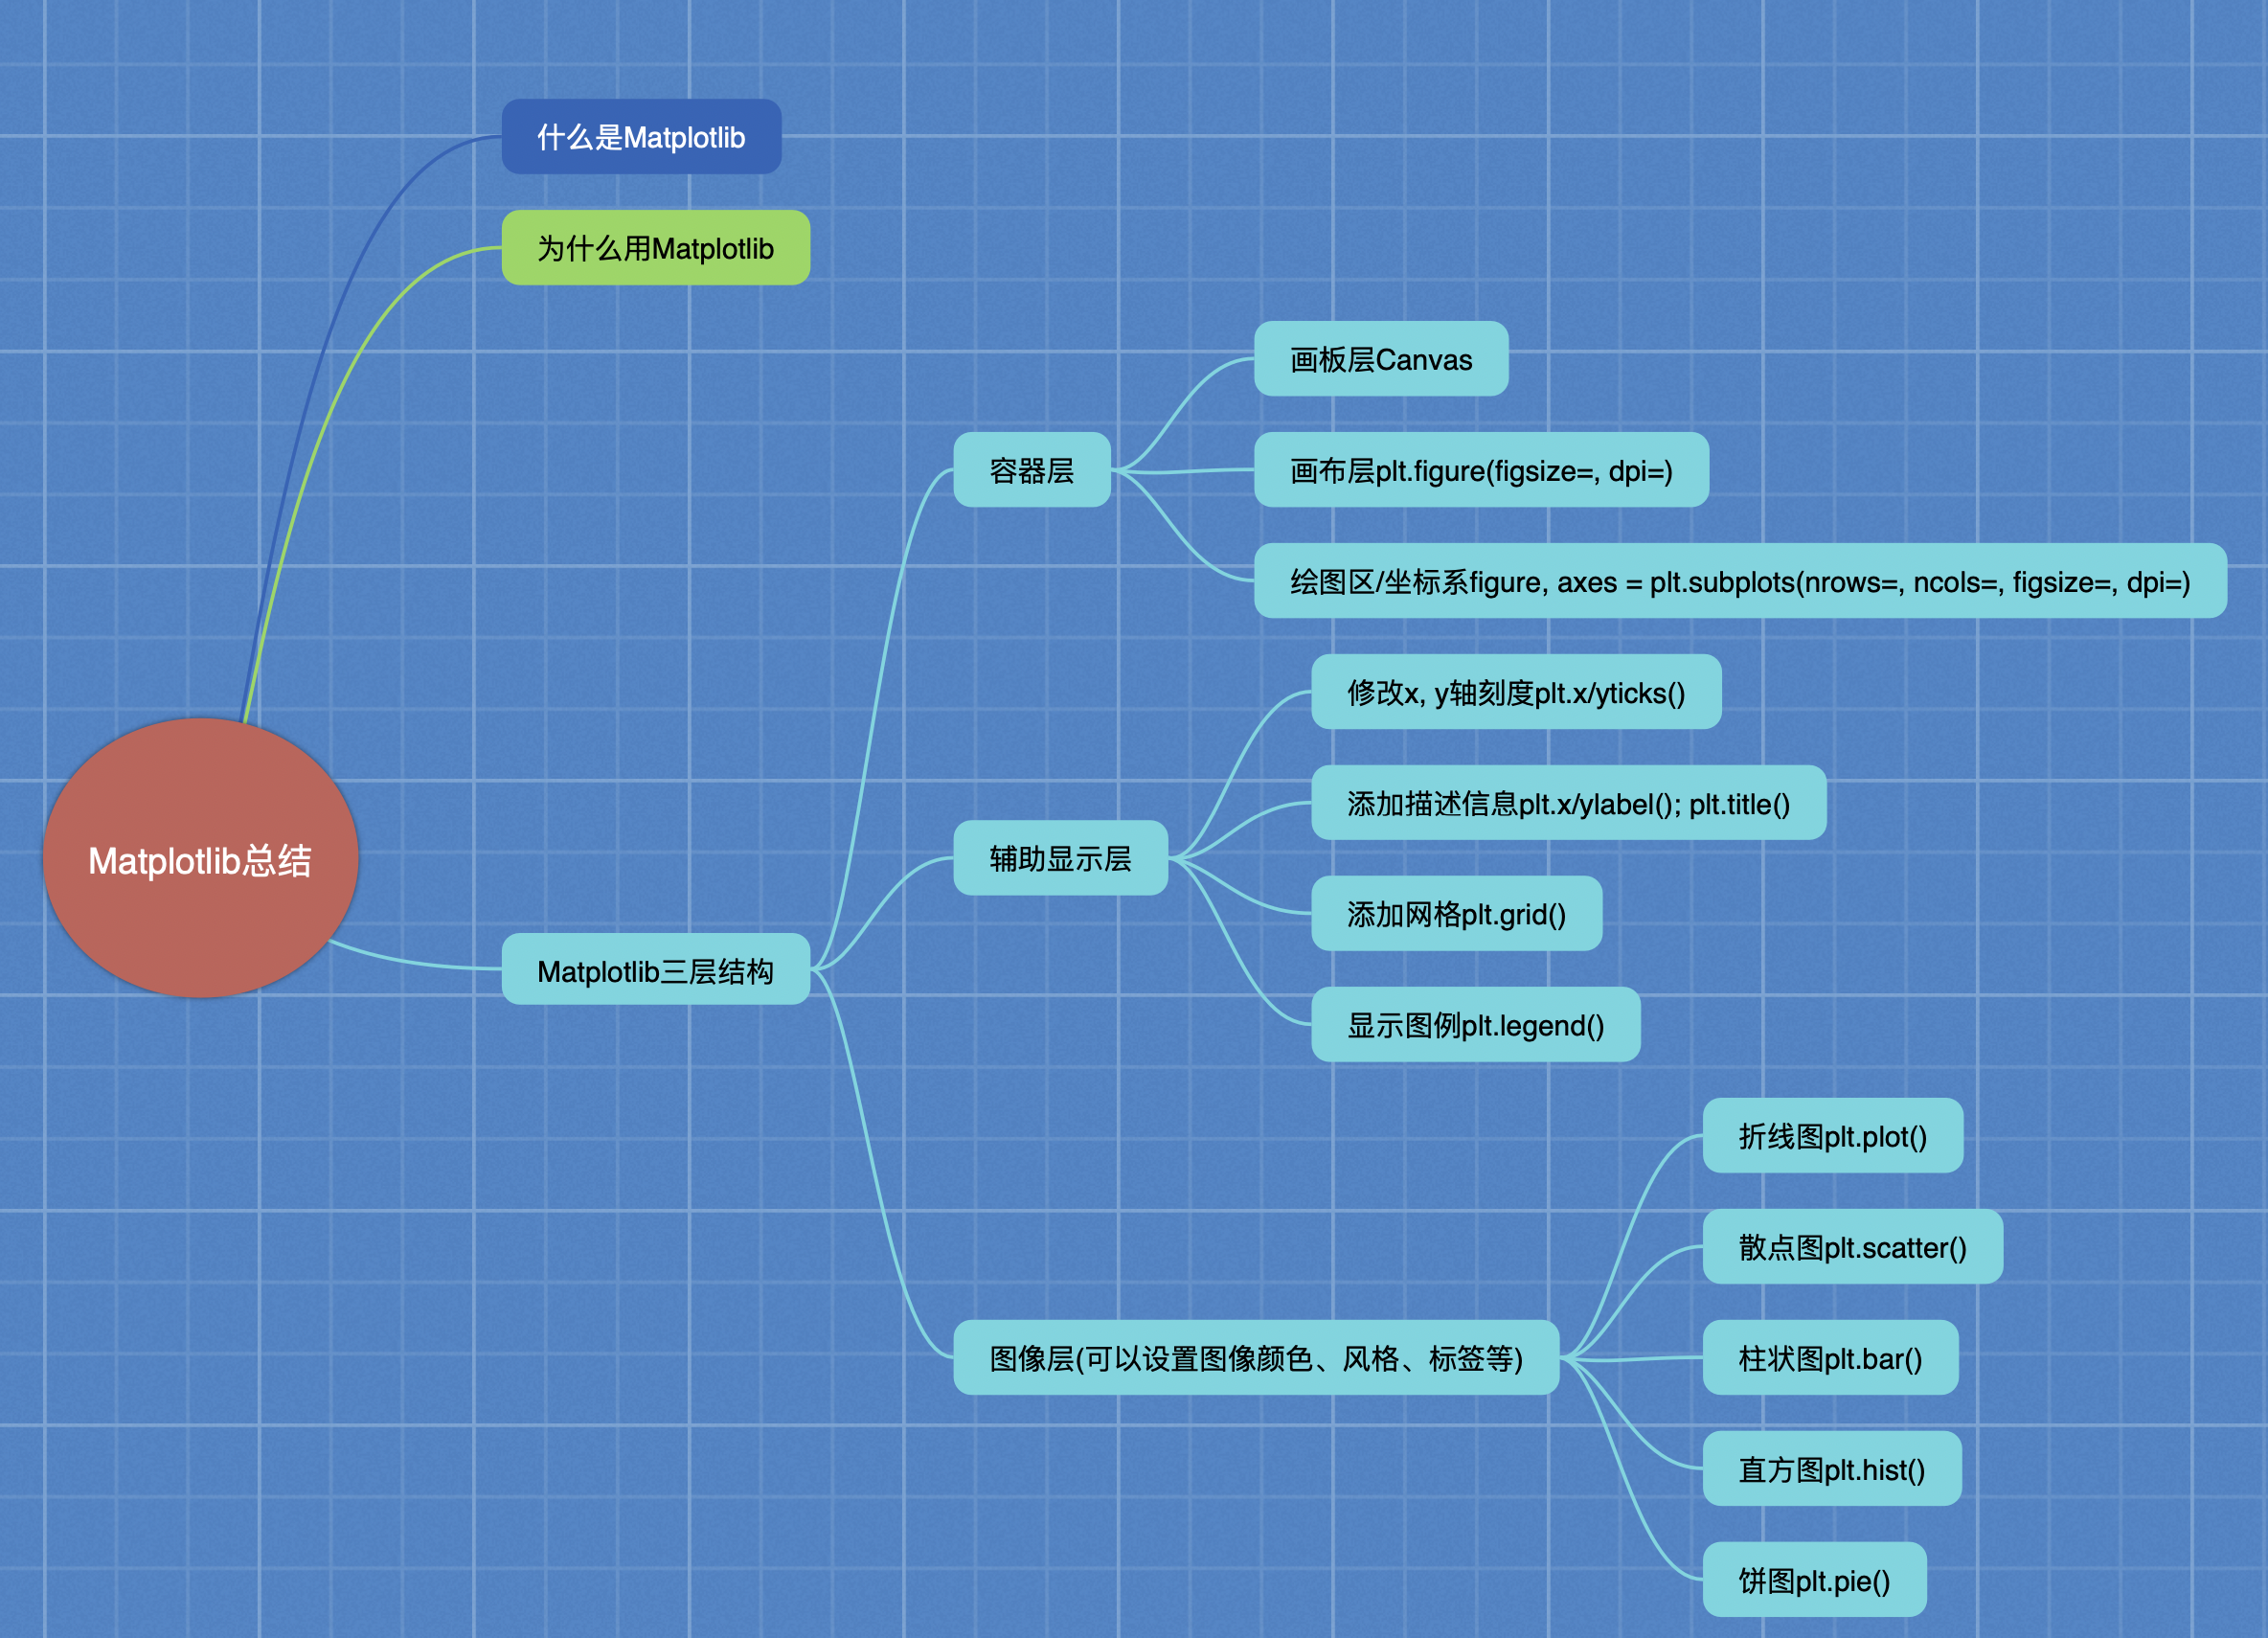 什么是Matplotlib
为什么用Matplotlib
画板层Canvas
容器层
画布层plt.figure(figsize=, dpi=)
绘图区/坐标系figure, axes = plt.subplots(nrows=, ncols=, figsize=, dpi=)
修改x, y轴刻度plt.x/yticks()
添加描述信息plt.x/ylabel(); plt.title()
Matplotlib总结
辅助显示层
添加网格plt.grid()
Matplotlib三层结构
显示图例plt.legend()
折线图plt.plot()
散点图plt.scatter()
图像层(可以设置图像颜色、风格、标签等)
柱状图plt.bar()
直方图plt.hist()
饼图plt.pie()